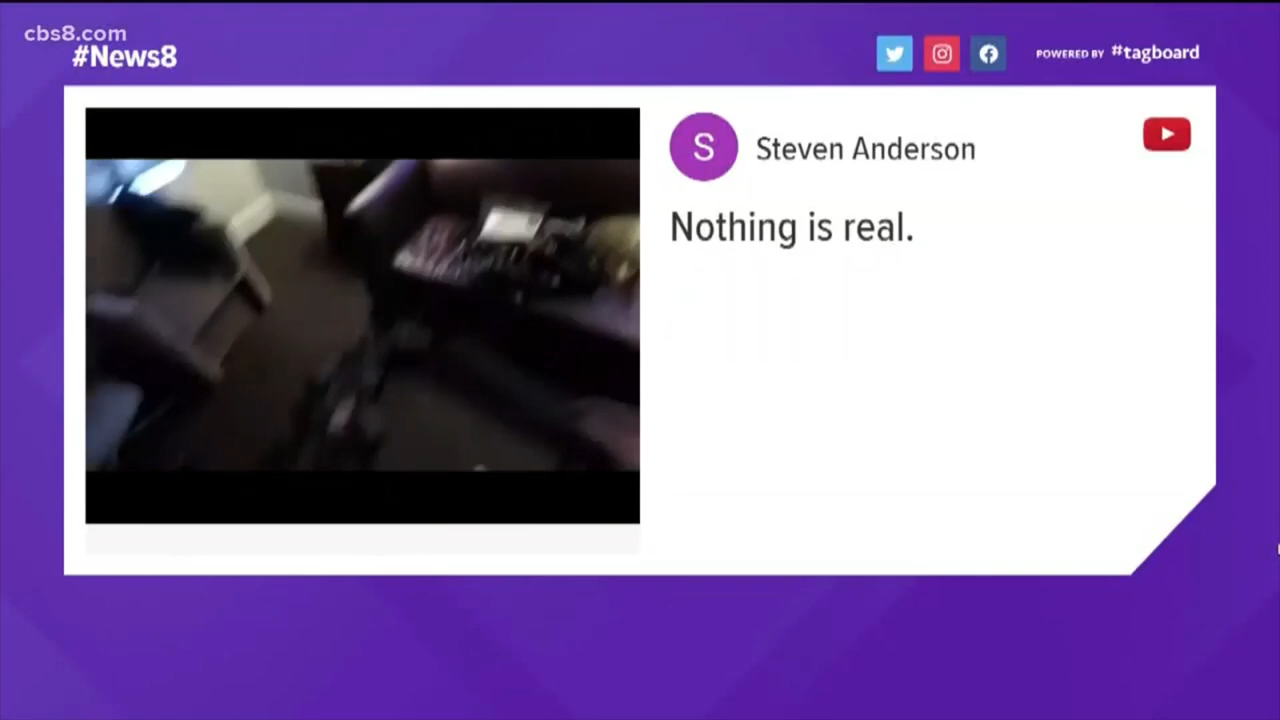 cbs8.com
#News8
POWERED BY #tagboard
S
Steven Anderson
Nothing is real.